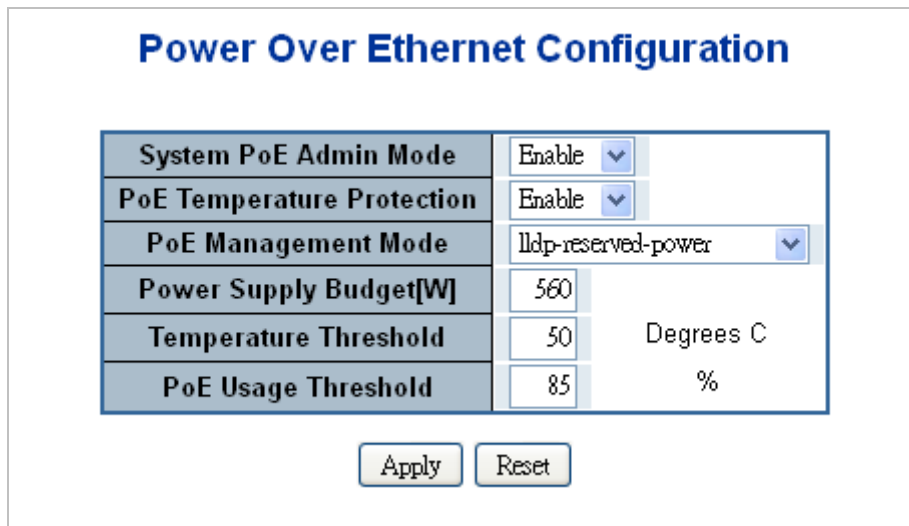 Power Over Ethernet Configuration
System PoE Admin Mode Enable
PoE Temperature Protection Enable
PoE Management Mode lldp-reserved-power
Power Supply Budget[W] 560
Temperature Threshold 50 Degrees C
PoE Usage Threshold 85 %
Apply Reset